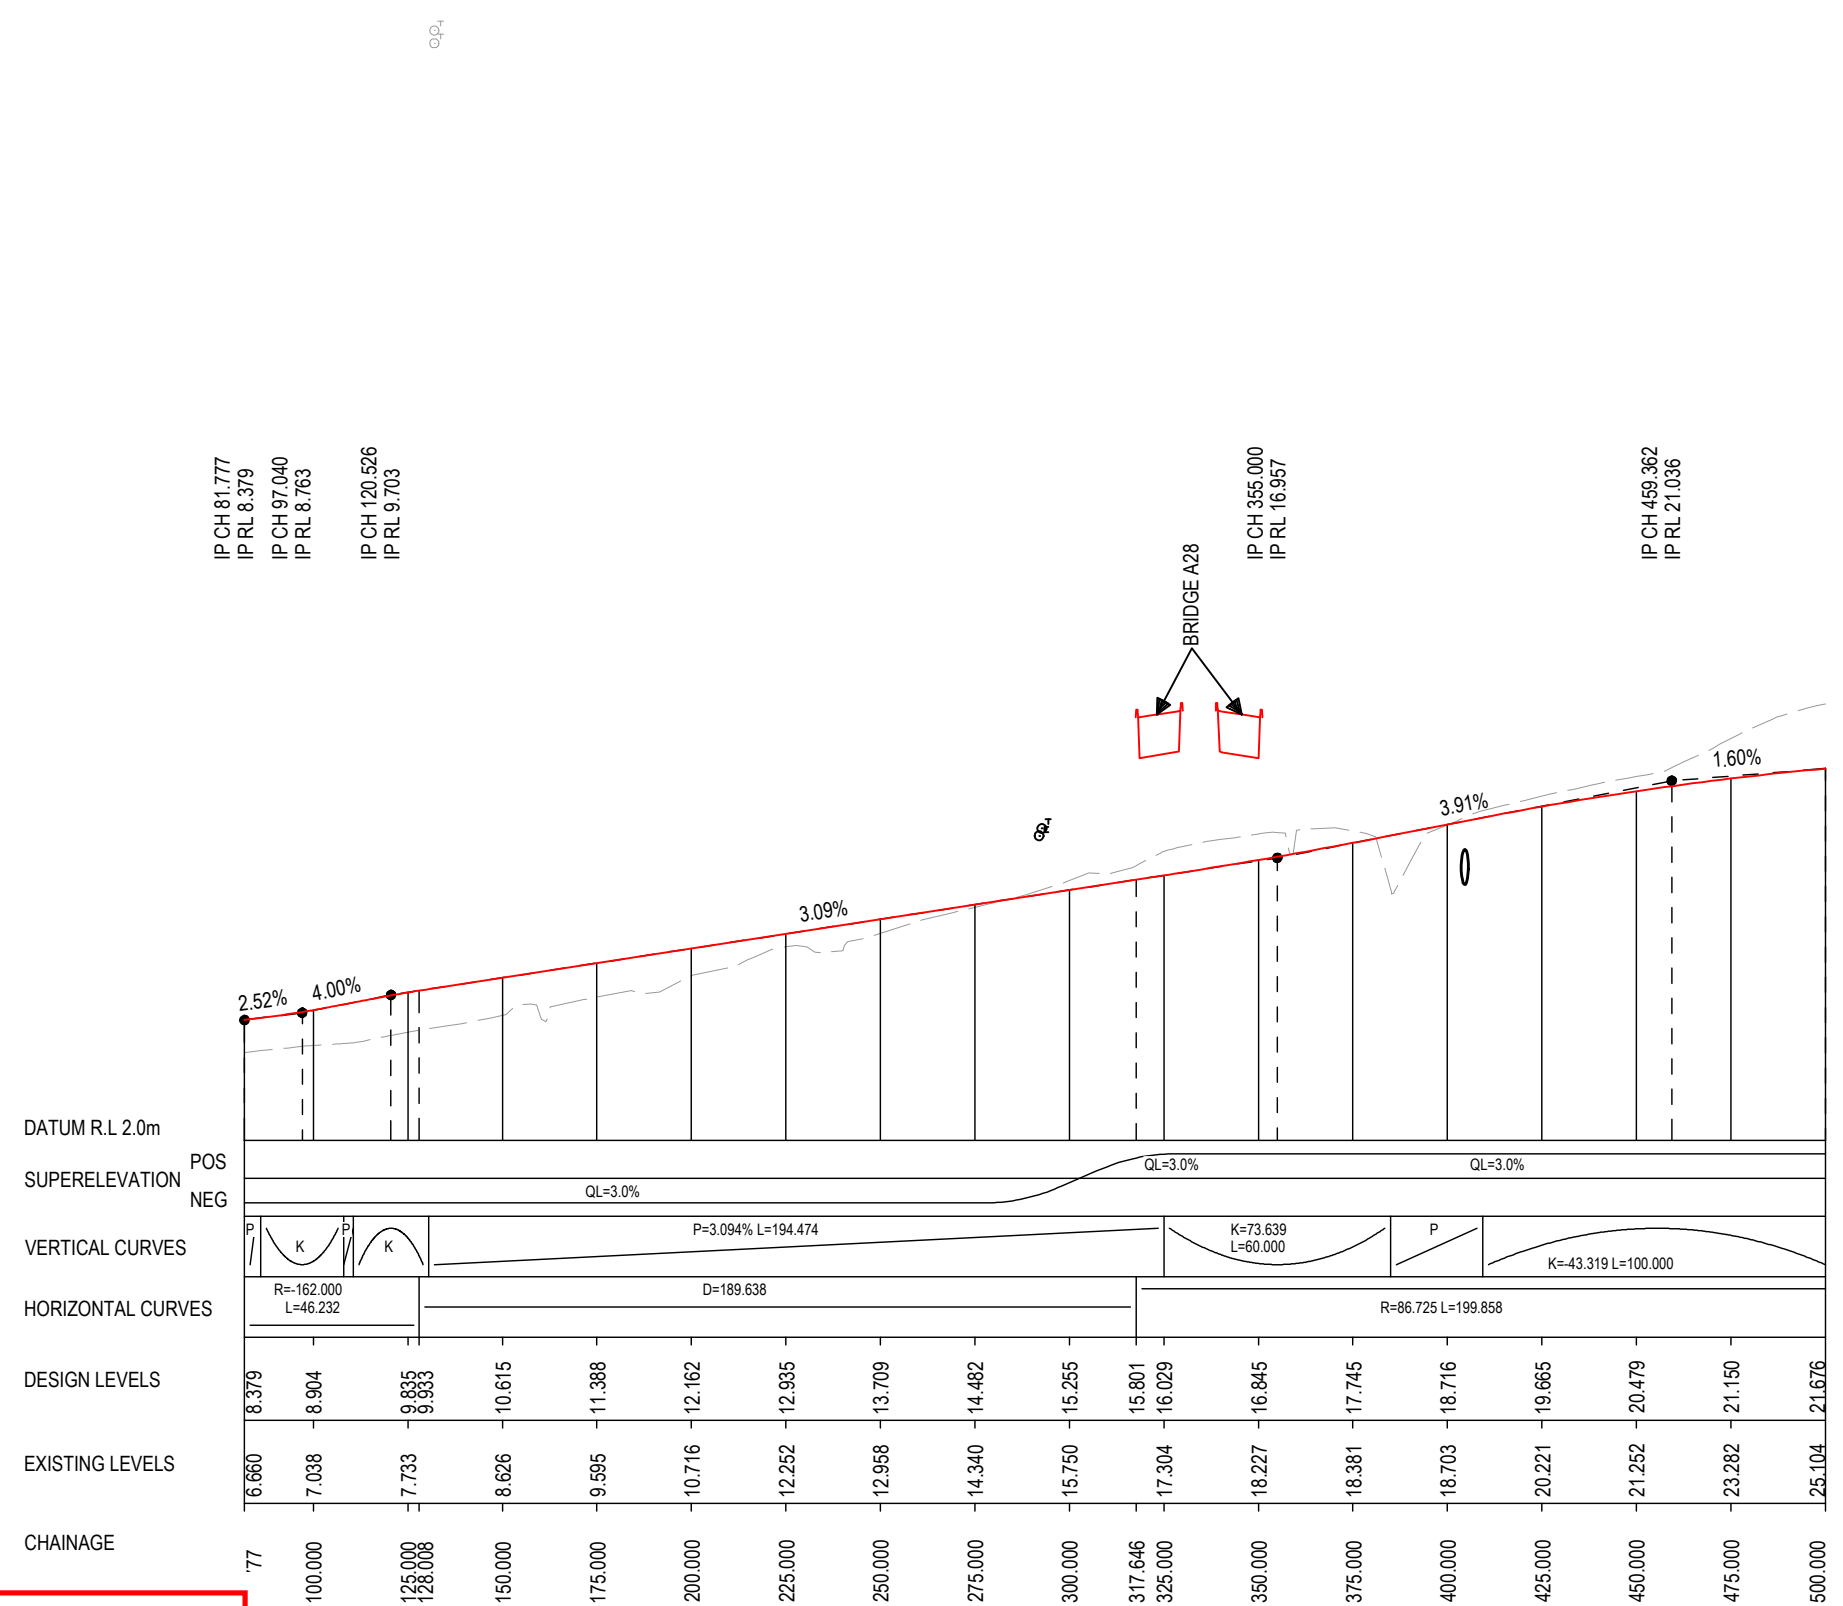 T
T
IP CH 81.777
IP RL 8.379
IP CH 97.040
IP RL 8.763
IP CH 120.526
IP RL 9.703
IP CH 355.000
IP RL 16.957
IP CH 459.362
IP RL 21.036
BRIDGE A28
2.52%
4.00%
3.09%
3.91%
1.60%
DATUM R.L 2.0m
SUPERELEVATION
POS
NEG
QL=3.0%
QL=3.0%
QL=3.0%
VERTICAL CURVES
P
K
P
K
P=3.094% L=194.474
K=73.639
L=60.000
P
K=-43.319 L=100.000
HORIZONTAL CURVES
R=-162.000
L=46.232
D=189.638
R=86.725 L=199.858
DESIGN LEVELS
8.379 8.904 9.835 9.933 10.615 11.388 12.162 12.935 13.709 14.482 15.255 15.801 16.029 16.845 17.745 18.716 19.665 20.479 21.150 21.676
EXISTING LEVELS
6.660 7.038 7.733 8.626 9.595 10.716 12.252 12.958 14.340 15.750 17.304 18.227 18.381 18.703 20.221 21.252 23.282 25.104
CHAINAGE
'77 100.000 125.000 128.008 150.000 175.000 200.000 225.000 250.000 275.000 300.000 317.646 325.000 350.000 375.000 400.000 425.000 450.000 475.000 500.000